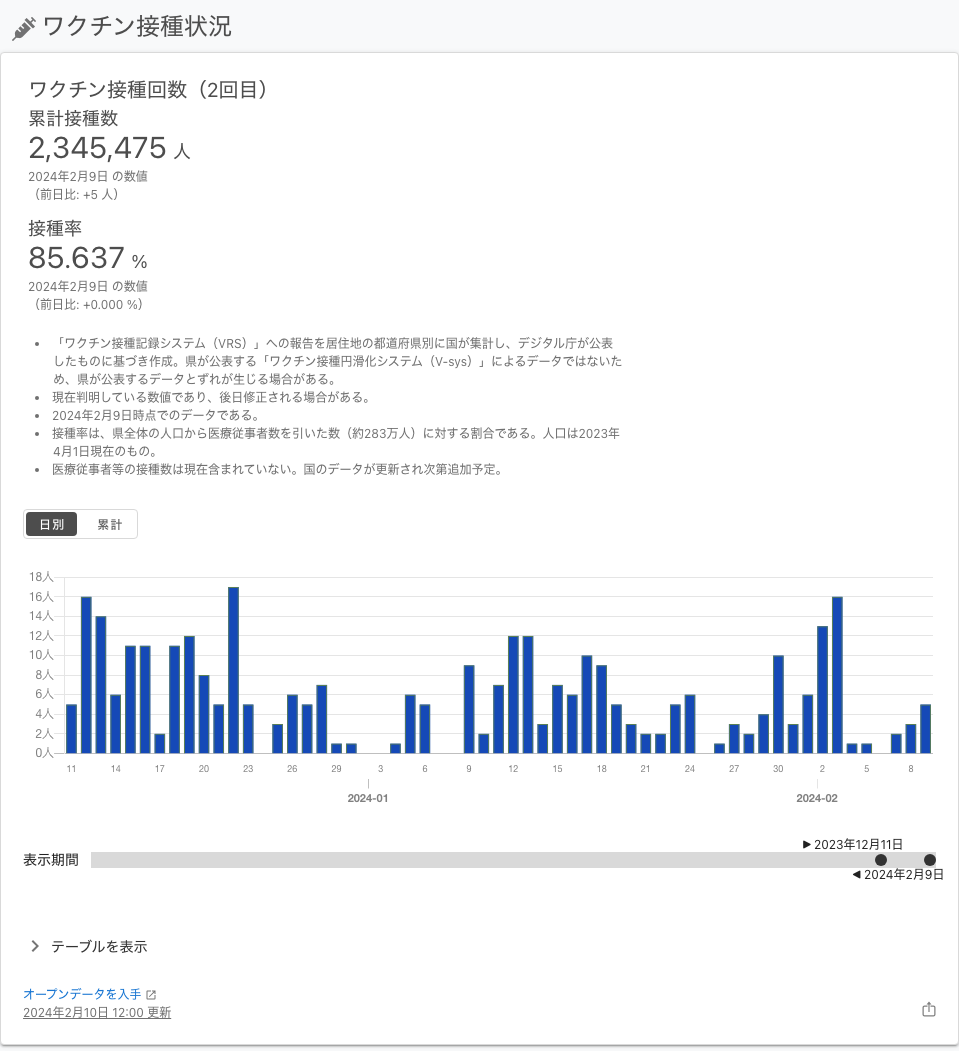 ワクチン接種状況
ワクチン接種回数（2回目）
累計接種数
2,345,475 人
2024年2月9日 の数値
（前日比: +5 人）
接種率
85.637 %
2024年2月9日 の数値
（前日比: +0.000 %）
• 「ワクチン接種記録システム（VRS）」への報告を居住地の都道府県別に国が集計し、デジタル庁が公表
したものに基づき作成。県が公表する「ワクチン接種円滑化システム（V-sys）」によるデータではないた
め、県が公表するデータとずれが生じる場合がある。
• 現在判明している数値であり、後日修正される場合がある。
• 2024年2月9日時点でのデータである。
• 接種率は、県全体の人口から医療従事者数を引いた数（約283万人）に対する割合である。人口は2023年
4月1日現在のもの。
• 医療従事者等の接種数は現在含まれていない。国のデータが更新され次第追加予定。
日別 累計
18人
16人
14人
12人
10人
8人
6人
4人
2人
0人
11 14 17 20 23 26 29 3 6 9 12 15 18 21 24 27 30 2 5 8
2024-01 2024-02
▶ 2023年12月11日
表示期間
◀ 2024年2月9日
テーブルを表示
オープンデータを入手
2024年2月10日 12:00 更新